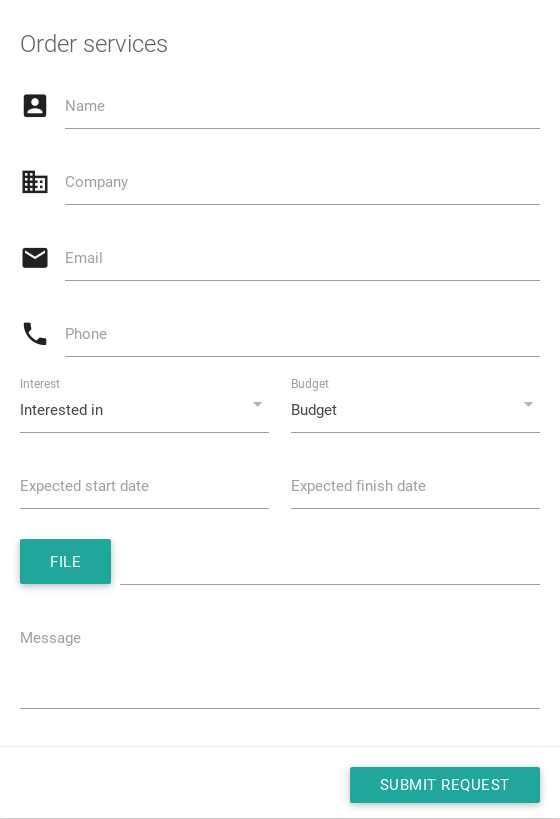 Order services
Name
Company
Email
Phone
Interest Budget
Interested in Budget
Expected start date Expected finish date
FILE
Message
SUBMIT REQUEST